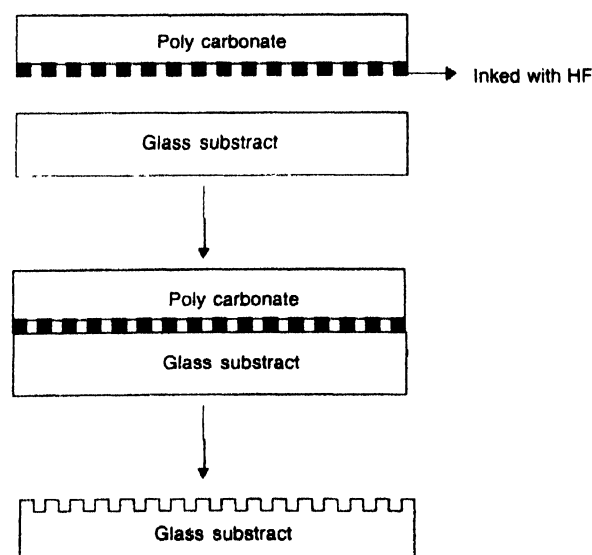 Poly carbonate
Inked with HF
Glass substract
Poly carbonate
Glass substract
Glass substract